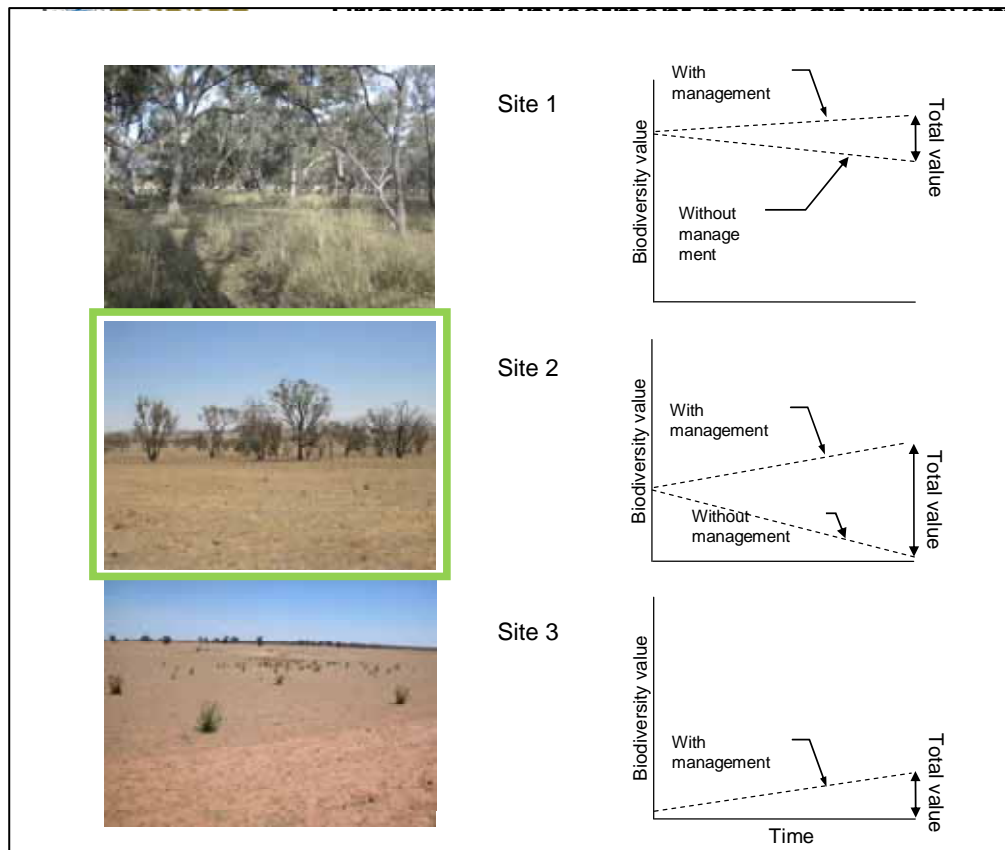 Site 1
With
management
Biodiversity value
Without
manage
ment
Total value
Site 2
With
management
Biodiversity value
Without
management
Total value
Site 3
With
management
Biodiversity value
Total value
Time